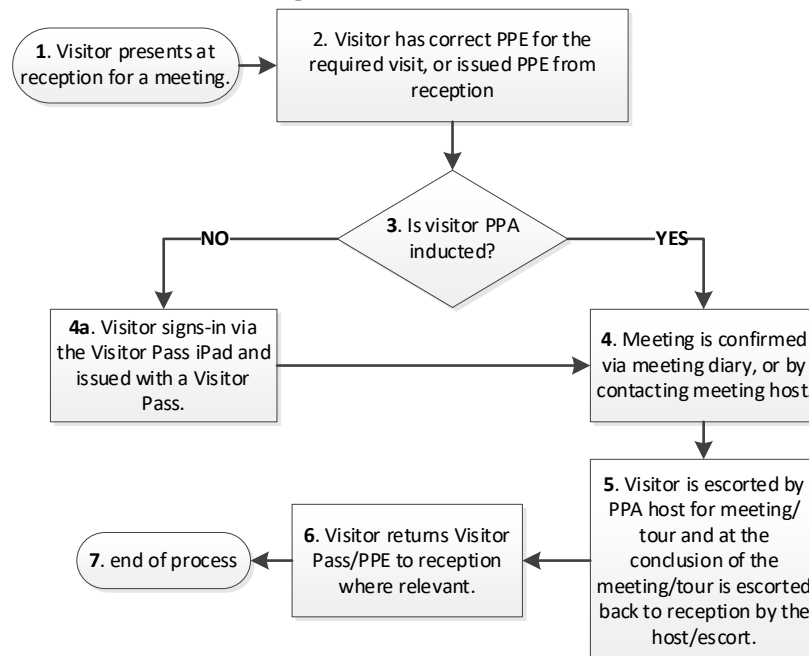 1. Visitor presents at
reception for a meeting.
2. Visitor has correct PPE for the
required visit, or issued PPE from
reception
3. Is visitor PPA
inducted?
NO
YES
4a. Visitor signs-in via
the Visitor Pass iPad and
issued with a Visitor
Pass.
4. Meeting is confirmed
via meeting diary, or by
contacting meeting host.
5. Visitor is escorted by
PPA host for meeting/
tour and at the
conclusion of the
meeting/tour is escorted
back to reception by the
host/escort.
6. Visitor returns Visitor
Pass/PPE to reception
where relevant.
7. end of process